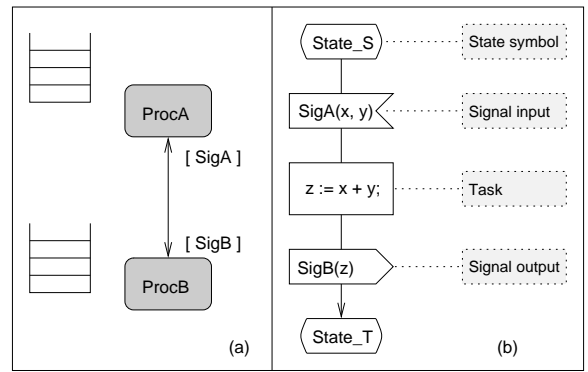 ProcA
[ SigA ]
[ SigB ]
ProcB
(a)
State_S
State symbol
SigA(x, y)
Signal input
z := x + y;
Task
SigB(z)
Signal output
State_T
(b)